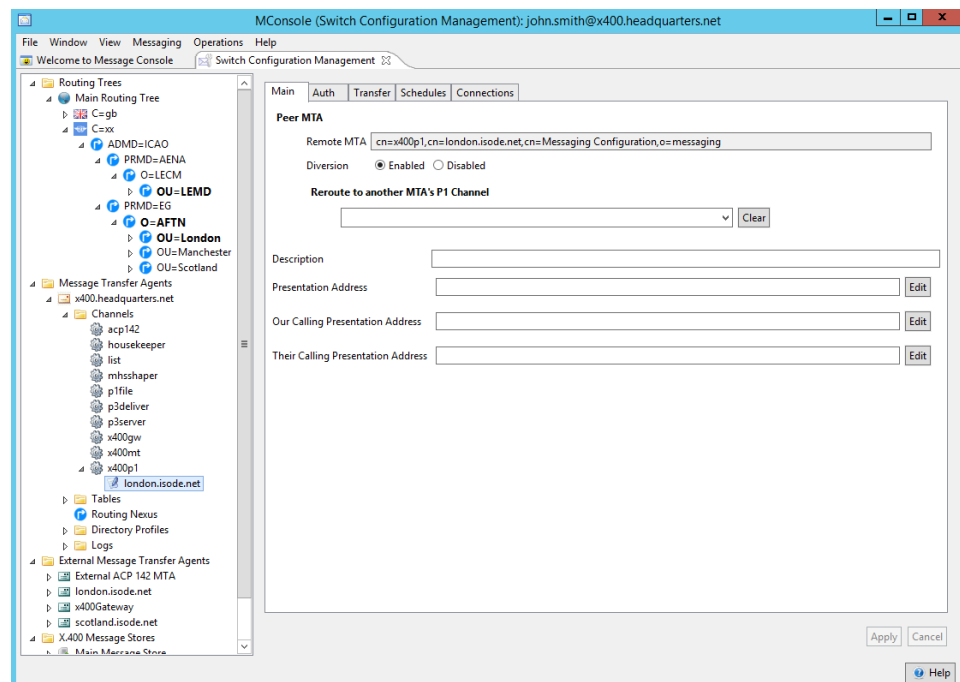 MConsole (Switch Configuration Management): john.smith@x400.headquarters.net
File Window View Messaging Operations Help
Welcome to Message Console Switch Configuration Management
Routing Trees
Main Routing Tree
C=gb
C=xx
ADMD=ICAO
PRMD=AENA
O=LECM
OU=LEMD
PRMD=EG
O=AFTN
OU=London
OU=Manchester
OU=Scotland
Message Transfer Agents
x400.headquarters.net
Channels
acp142
housekeeper
list
mhsshaper
p1file
p3deliver
p3server
x400gw
x400mt
x400p1
london.isode.net
Tables
Routing Nexus
Directory Profiles
Logs
External Message Transfer Agents
External ACP 142 MTA
london.isode.net
x400Gateway
scotland.isode.net
X.400 Message Stores
Main Message Store
Main Auth Transfer Schedules Connections
Peer MTA
Remote MTA cn=x400p1,cn=london.isode.net,cn=Messaging Configuration,o=messaging
Diversion Enabled Disabled
Reroute to another MTA's P1 Channel
Clear
Description
Presentation Address Edit
Our Calling Presentation Address Edit
Their Calling Presentation Address Edit
Apply Cancel
Help